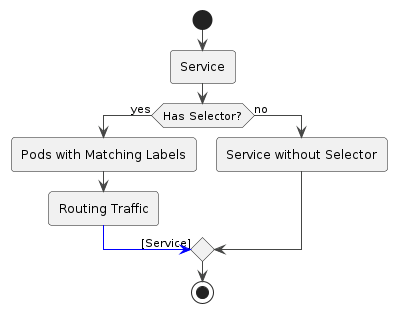 Service
yes
Has Selector?
no
Pods with Matching Labels
Service without Selector
Routing Traffic
[Service]